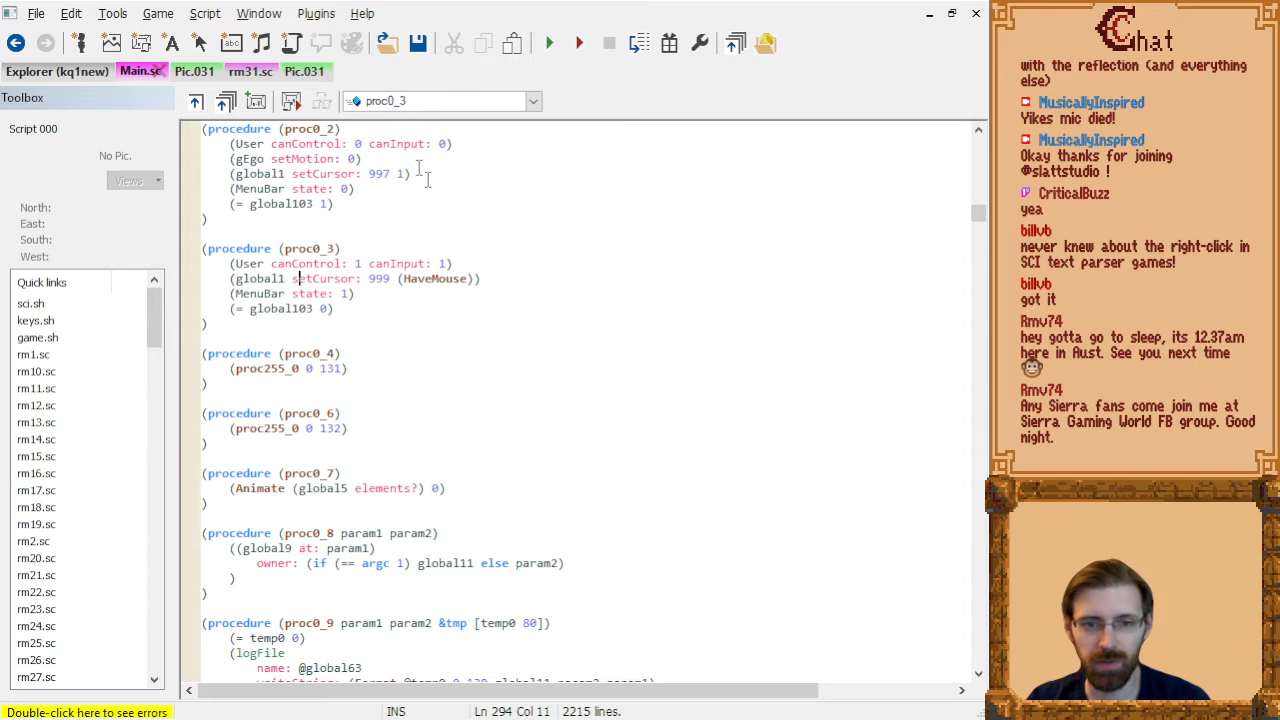 File Edit View Tools Game Script Window Plugins Help
Explorer (kq1new) Main.sc Pic.031 rm31.sc Pic.031
Toolbox
proc0_3
Script 000
No Pic.
Views
North:
East:
South:
West:
Quick links
sci.sh
keys.sh
game.sh
rm1.sc
rm10.sc
rm11.sc
rm12.sc
rm13.sc
rm14.sc
rm15.sc
rm16.sc
rm17.sc
rm18.sc
rm19.sc
rm2.sc
rm20.sc
rm21.sc
rm22.sc
rm23.sc
rm24.sc
rm25.sc
rm26.sc
rm27.sc
(procedure (proc0_2)
(User canControl: 0 canInput: 0)
(gEgo setMotion: 0)
(global1 setCursor: 997 1)
(MenuBar state: 0)
(= global103 1)
)
(procedure (proc0_3)
(User canControl: 1 canInput: 1)
(global1 setCursor: 999 (HaveMouse))
(MenuBar state: 1)
(= global103 0)
)
(procedure (proc0_4)
(proc255_0 0 131)
)
(procedure (proc0_6)
(proc255_0 0 132)
)
(procedure (proc0_7)
(Animate (global5 elements?) 0)
)
(procedure (proc0_8 param1 param2)
((global9 at: param1)
owner: (if (== argc 1) global11 else param2)
)
)
(procedure (proc0_9 param1 param2 &tmp [temp0 80])
(= temp0 0)
(logFile
name: @global63
Double-click here to see errors
INS
Ln 294 Col 11
2215 lines.
Chat
with the reflection (and everything
else)
MusicallyInspired
Yikes mic died!
MusicallyInspired
Okay thanks for joining
@slattstudio !
CriticalBuzz
yea
billvb
never knew about the right-click in
SCI text parser games!
billvb
got it
Rmv74
hey gotta go to sleep, its 12.37am
here in Aust. See you next time
Rmv74
Any Sierra fans come join me at
Sierra Gaming World FB group. Good
night.